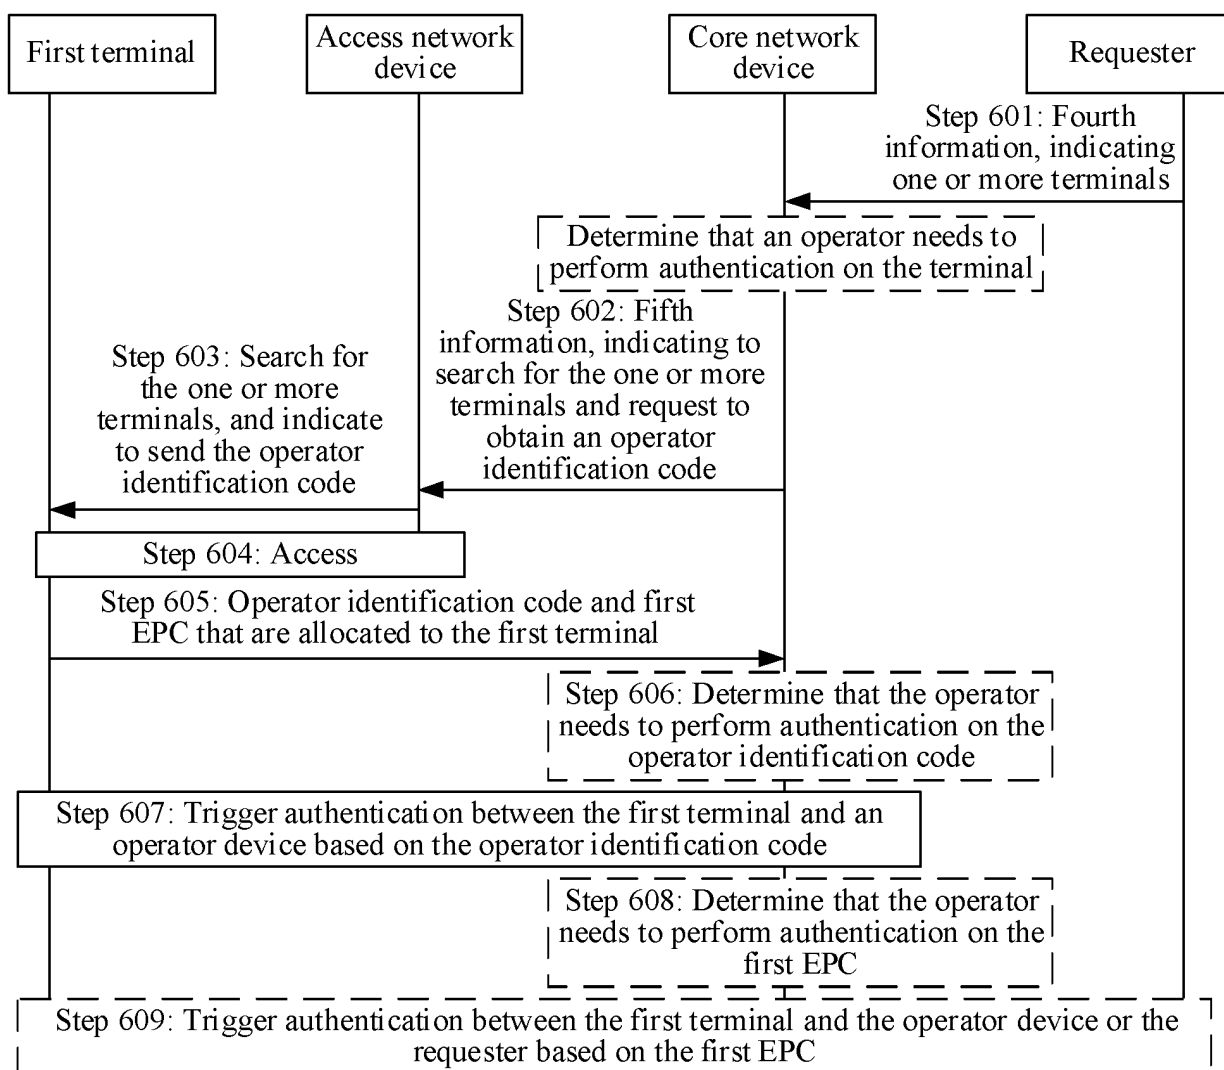 First terminal
Access network
device
Core network
device
Requester
Step 601: Fourth
information, indicating
one or more terminals
Determine that an operator needs to
perform authentication on the terminal
Step 602: Fifth
information, indicating to
search for the one or more
terminals and request to
obtain an operator
identification code
Step 603: Search for
the one or more
terminals, and indicate
to send the operator
identification code
Step 604: Access
Step 605: Operator identification code and first
EPC that are allocated to the first terminal
Step 606: Determine that the operator
needs to perform authentication on the
operator identification code
Step 607: Trigger authentication between the first terminal and an
operator device based on the operator identification code
Step 608: Determine that the operator
needs to perform authentication on the
first EPC
Step 609: Trigger authentication between the first terminal and the operator device or the
requester based on the first EPC